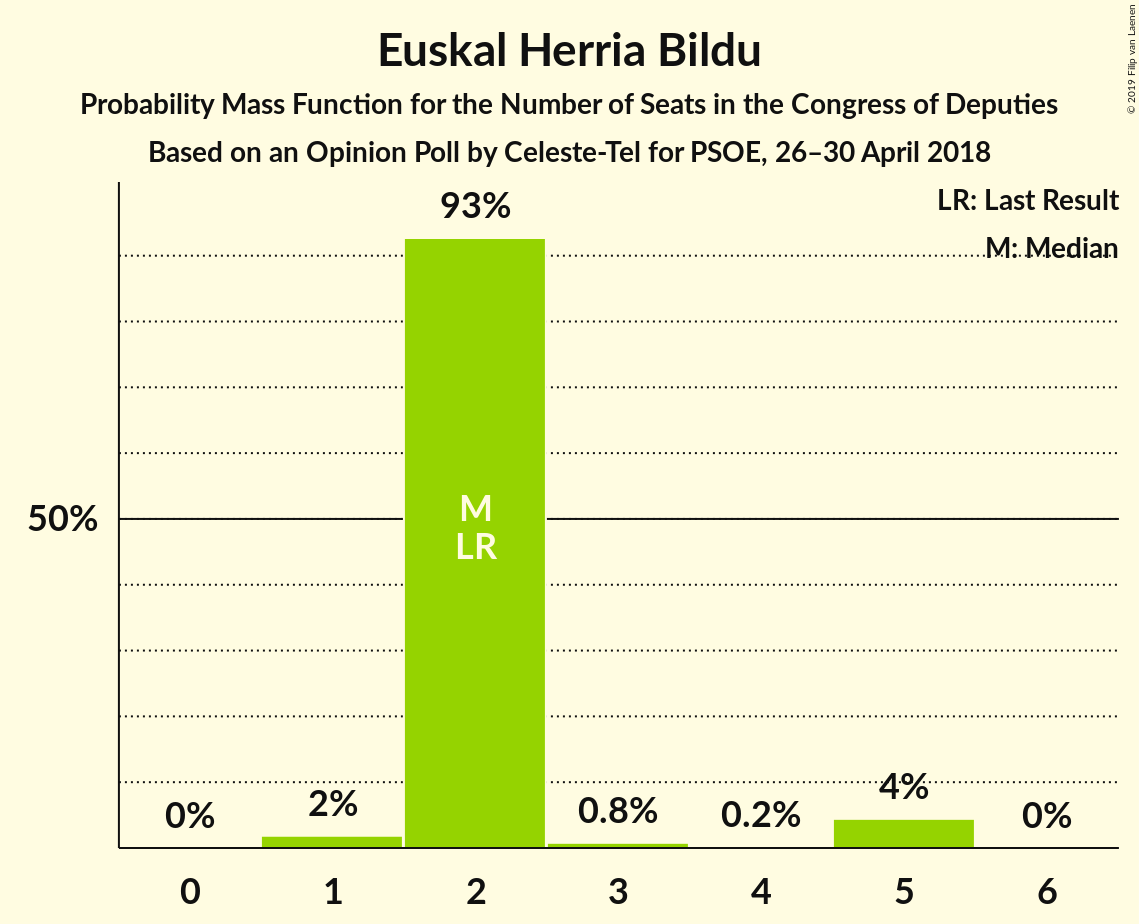 Euskal Herria Bildu
Probability Mass Function for the Number of Seats in the Congress of Deputies
Based on an Opinion Poll by Celeste-Tel for PSOE, 26–30 April 2018
© 2019 Filip van Laenen
LR: Last Result
M: Median
93%
50%
M
LR
0%
2%
0.8%
0.2%
4%
0%
0
1
2
3
4
5
6